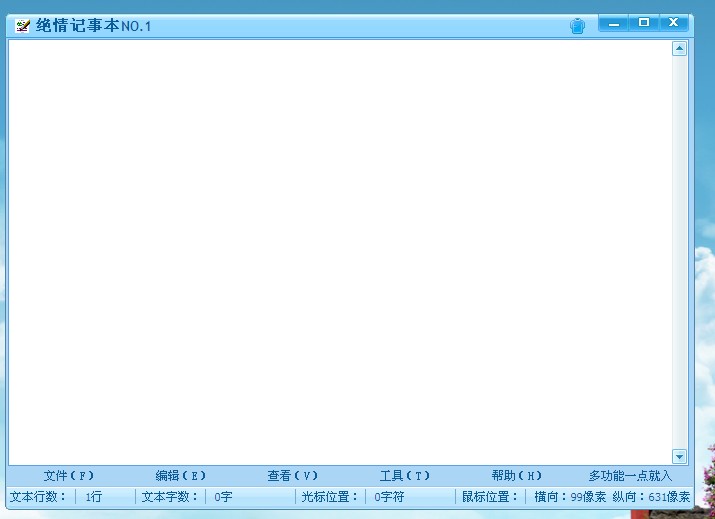 绝情记事本NO.1
文件(F) 编辑(E) 查看(V) 工具(T) 帮助(H) 多功能一点就入
文本行数： 1行 文本字数： 0字 光标位置： 0字符 鼠标位置： 横向：99像素 纵向：631像素